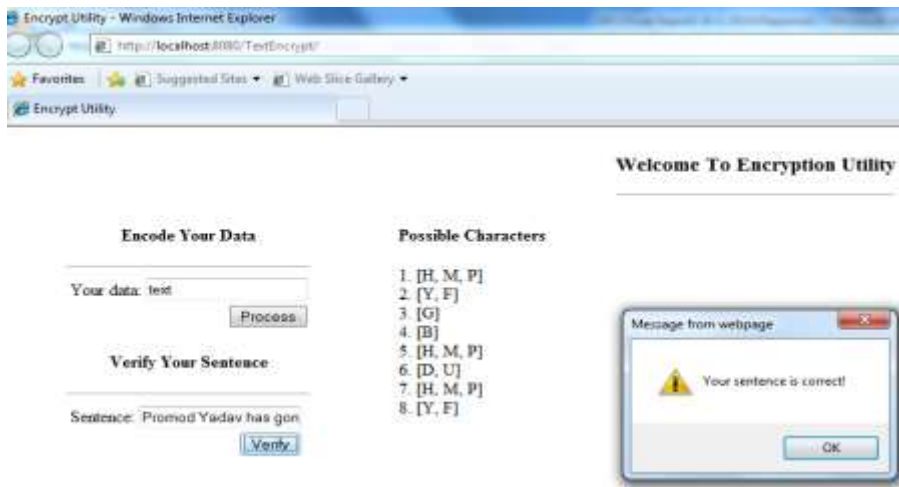 Encrypt Utility - Windows Internet Explorer
http://localhost:8080/TextEncrypt/
Favorites Suggested Sites Web Slice Gallery
Encrypt Utility
Welcome To Encryption Utility
Encode Your Data
Your data: text
Process
Verify Your Sentence
Sentence: Promod Yadav has gon
Verify
Possible Characters
1. [H, M, P]
2. [Y, F]
3. [G]
4. [B]
5. [H, M, P]
6. [D, U]
7. [H, M, P]
8. [Y, F]
Message from webpage
Your sentence is correct!
OK